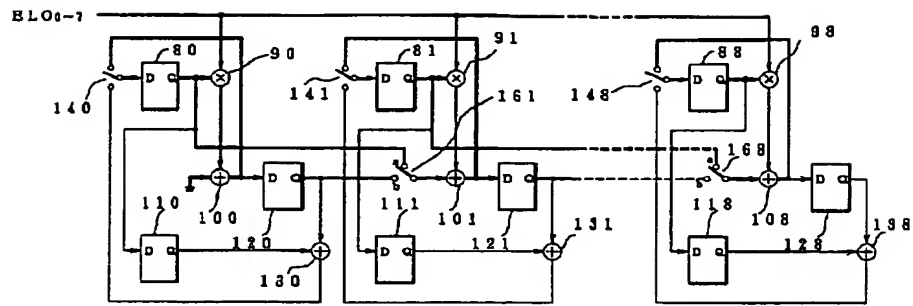 ELO₀₋₇
80 81 88
D Q D Q D Q
90 91 98
140 141 148
161 168
a a
b b
D Q D Q D Q
100 101 108
110 111 118
120 121 128
D Q D Q D Q
130 131 138